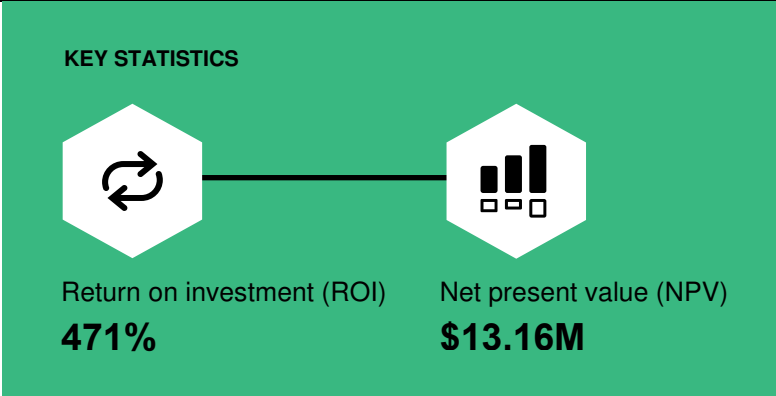 KEY STATISTICS
Return on investment (ROI)
471%
Net present value (NPV)
$13.16M